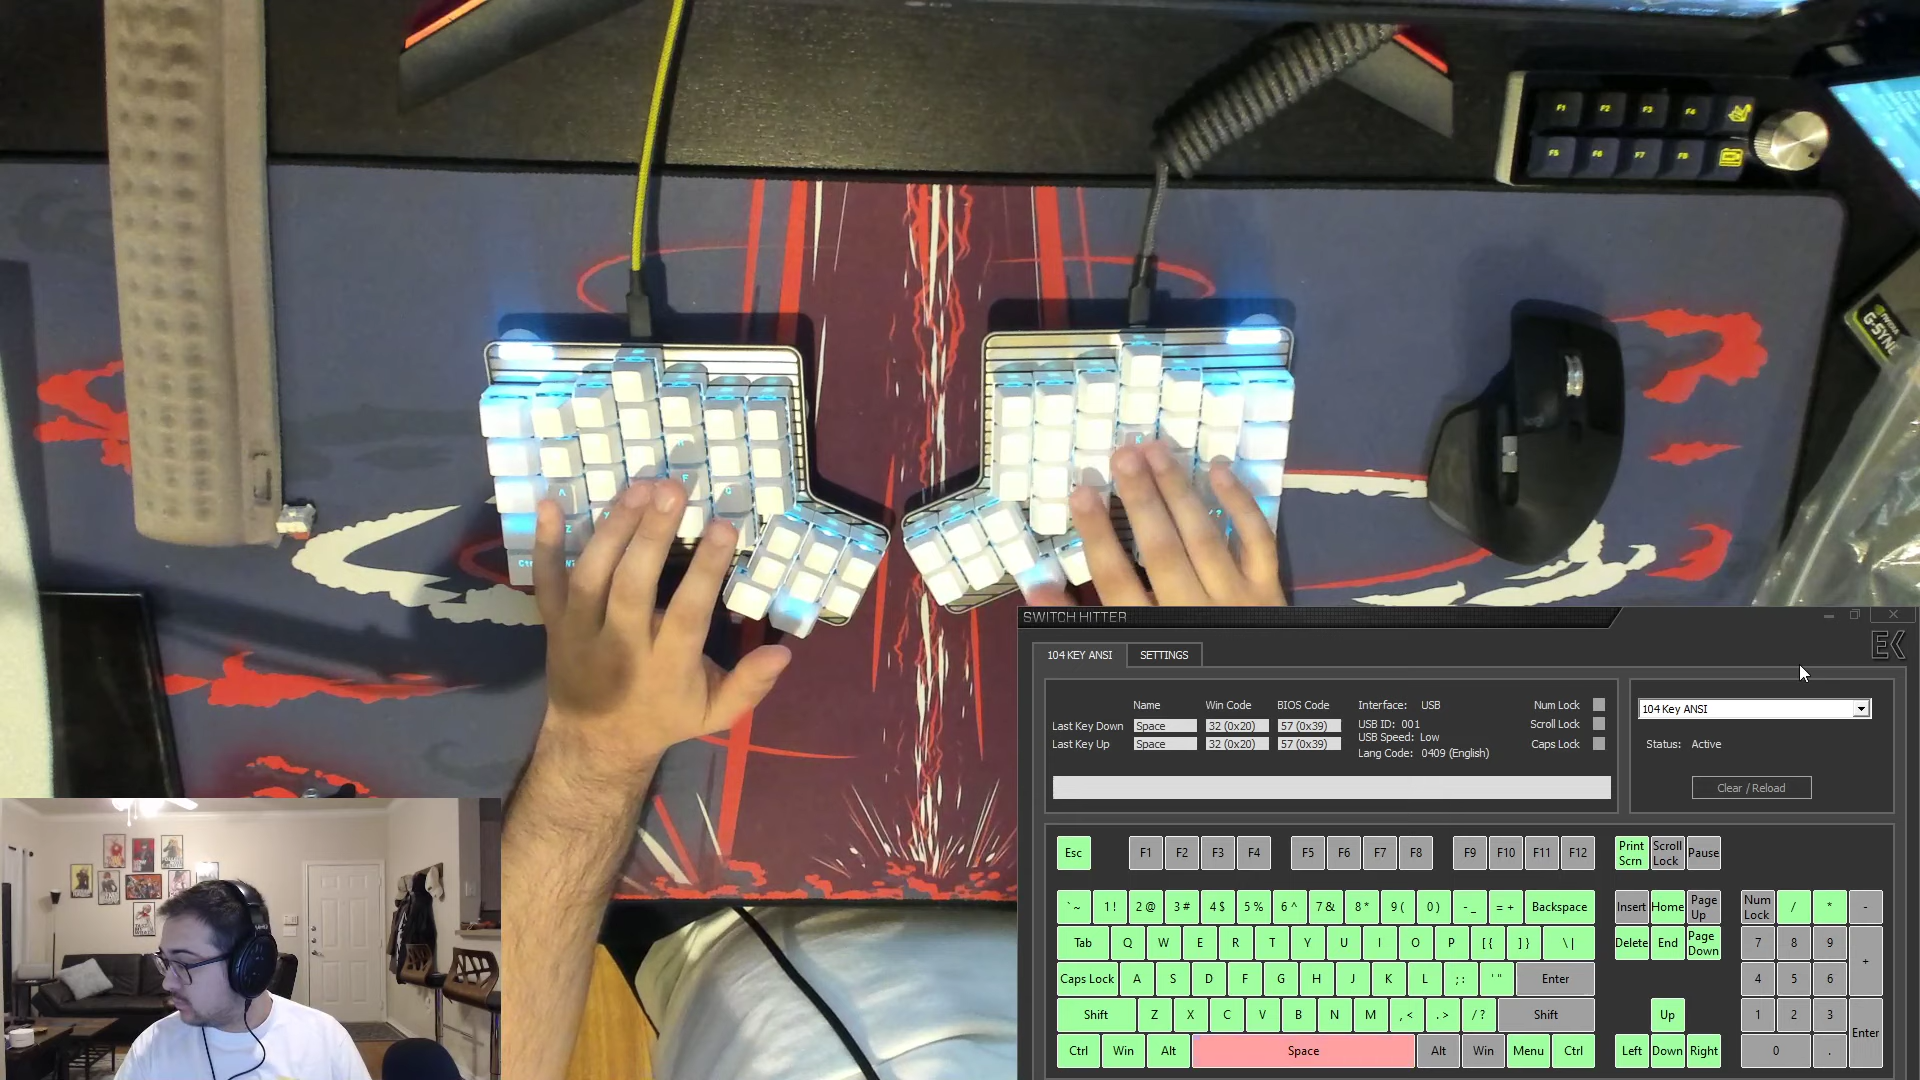 F1 F2 F3 F4
F5 F6 F7 F8
G-SYNC
K
F
A
G
Z
/ ?
SWITCH HITTER
EK
104 KEY ANSI SETTINGS
Name Win Code BIOS Code Interface: USB Num Lock
Last Key Down Space 32 (0x20) 57 (0x39) USB ID: 001 Scroll Lock
USB Speed: Low
Last Key Up Space 32 (0x20) 57 (0x39) Lang Code: 0409 (English) Caps Lock
104 Key ANSI
Status: Active
Clear / Reload
Esc F1 F2 F3 F4 F5 F6 F7 F8 F9 F10 F11 F12 Print Scrn Scroll Lock Pause
` ~ 1 ! 2 @ 3 # 4 $ 5 % 6 ^ 7 & 8 * 9 ( 0 ) - _ = + Backspace Insert Home Page Up Num Lock / * -
Tab Q W E R T Y U I O P [ { ] } \ | Delete End Page Down 7 8 9 +
Caps Lock A S D F G H J K L ; : ' " Enter 4 5 6
Shift Z X C V B N M , < . > / ? Shift Up 1 2 3 Enter
Ctrl Win Alt Space Alt Win Menu Ctrl Left Down Right 0 .